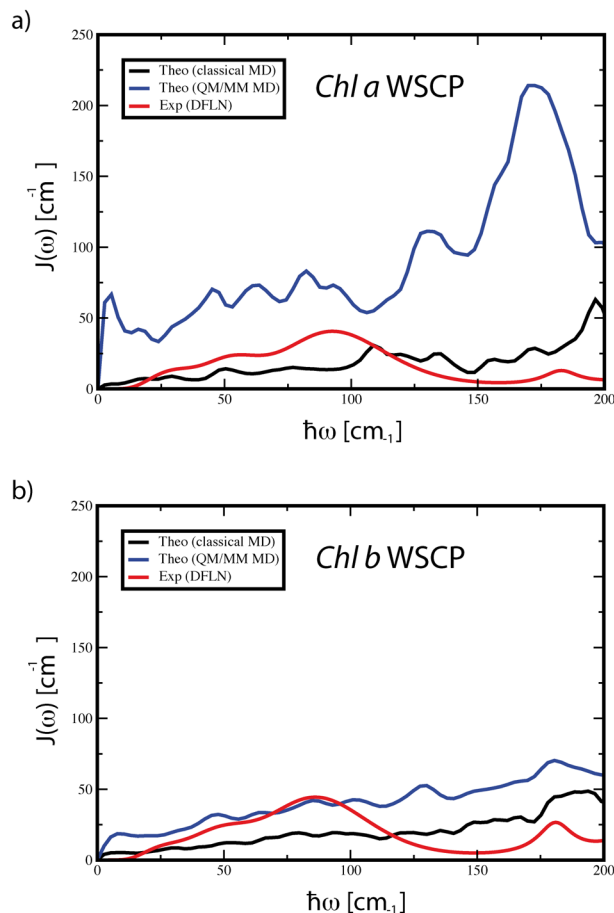 a)
Theo (classical MD)
Theo (QM/MM MD)
Exp (DFLN)
Chl a WSCP
250
200
150
100
50
0
J(ω) [cm-1]
0 50 100 150 200
ħω [cm-1]
b)
Theo (classical MD)
Theo (QM/MM MD)
Exp (DFLN)
Chl b WSCP
250
200
150
100
50
0
J(ω) [cm-1]
0 50 100 150 200
ħω [cm-1]